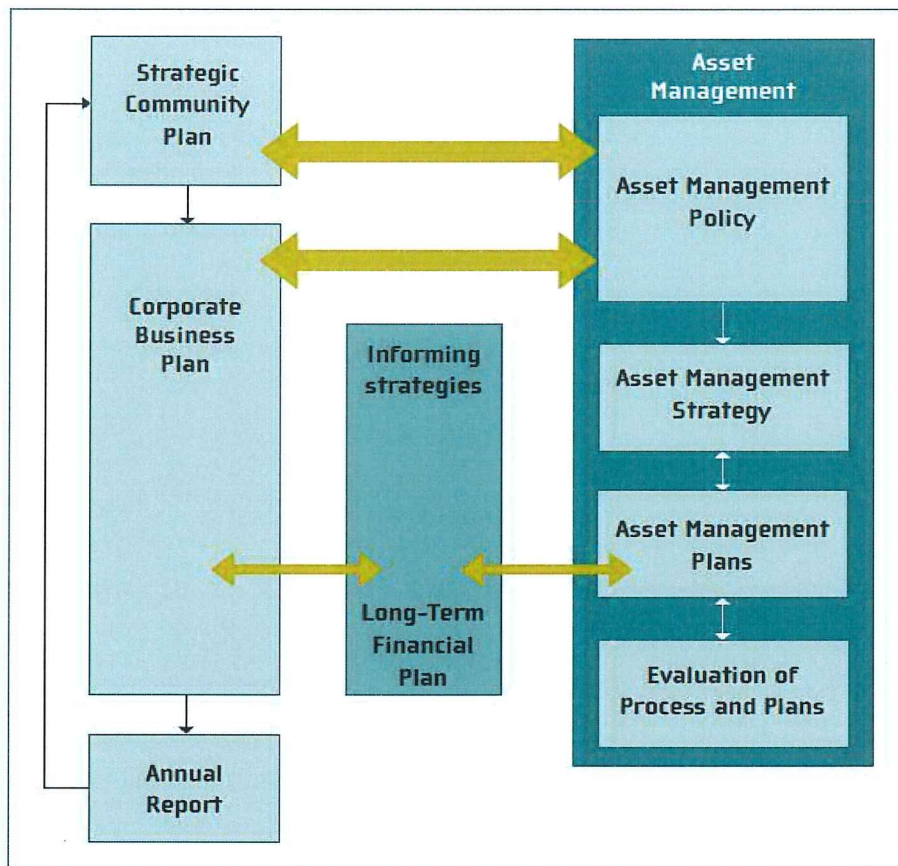 Strategic
Community
Plan
Corporate
Business
Plan
Annual
Report
Informing
strategies
Long-Term
Financial
Plan
Asset
Management
Asset Management
Policy
Asset Management
Strategy
Asset Management
Plans
Evaluation of
Process and Plans